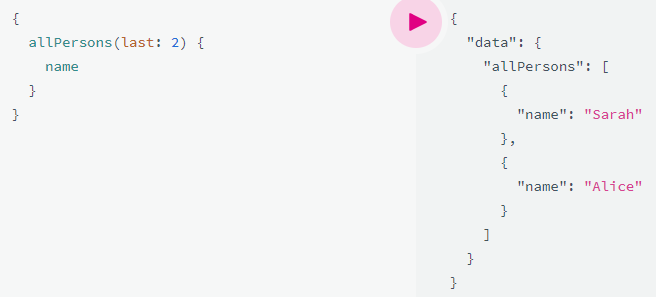 {
  allPersons(last: 2) {
    name
  }
}
{
  "data": {
    "allPersons": [
      {
        "name": "Sarah"
      },
      {
        "name": "Alice"
      }
    ]
  }
}